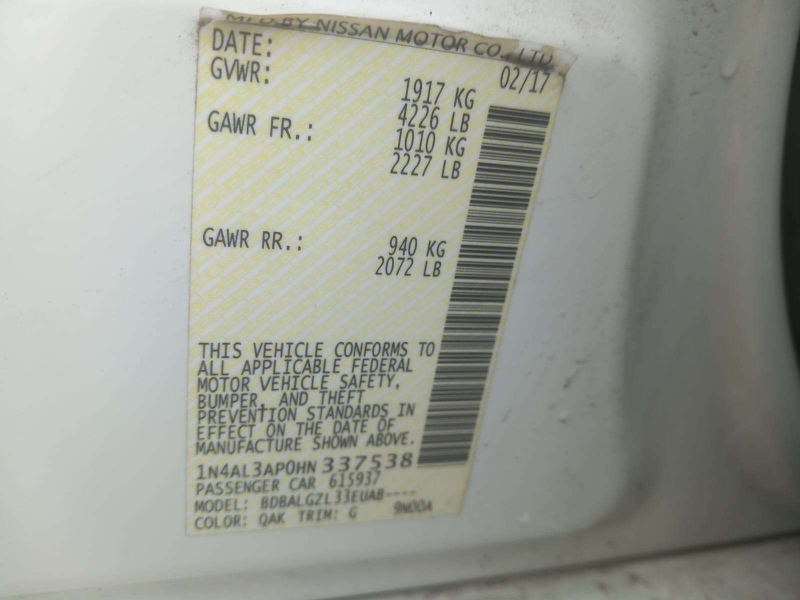 MFD BY NISSAN MOTOR CO., LTD
DATE: 02/17
GVWR: 1917 KG
4226 LB
GAWR FR.: 1010 KG
2227 LB
GAWR RR.: 940 KG
2072 LB
THIS VEHICLE CONFORMS TO
ALL APPLICABLE FEDERAL
MOTOR VEHICLE SAFETY,
BUMPER, AND THEFT
PREVENTION STANDARDS IN
EFFECT ON THE DATE OF
MANUFACTURE SHOWN ABOVE.
1N4AL3AP0HN 337538
PASSENGER CAR 615937
MODEL: BDBALGZL33EUAB----
COLOR: QAK TRIM: G 9N00A